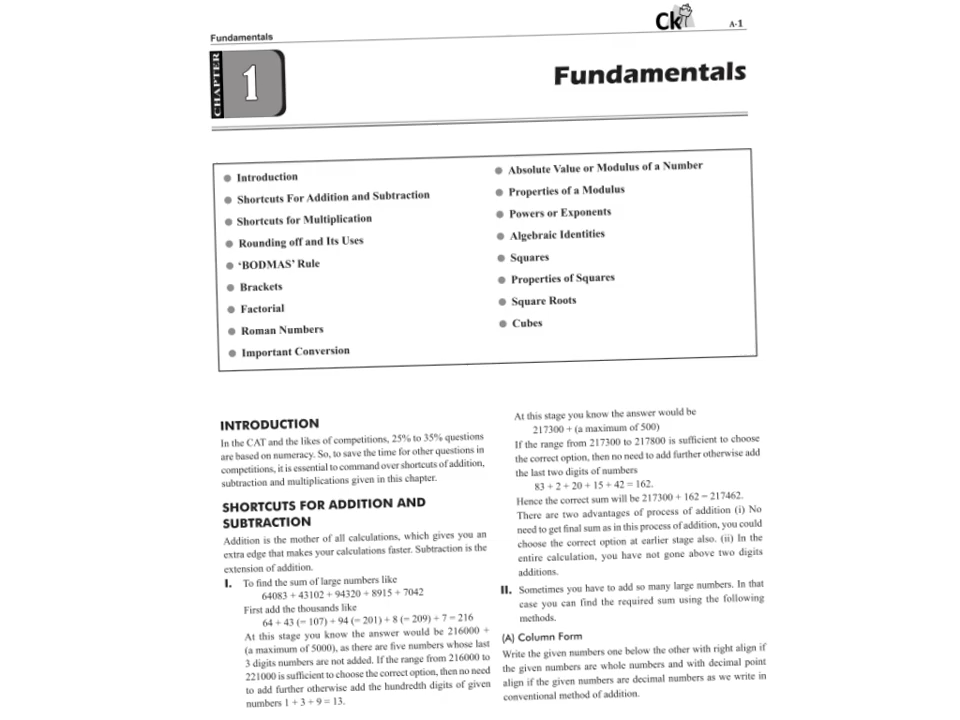 Fundamentals
Ck
A-1
CHAPTER
1
Fundamentals
Introduction
Shortcuts For Addition and Subtraction
Shortcuts for Multiplication
Rounding off and Its Uses
‘BODMAS’ Rule
Brackets
Factorial
Roman Numbers
Important Conversion
Absolute Value or Modulus of a Number
Properties of a Modulus
Powers or Exponents
Algebraic Identities
Squares
Properties of Squares
Square Roots
Cubes
INTRODUCTION
In the CAT and the likes of competitions, 25% to 35% questions
are based on numeracy. So, to save the time for other questions in
competitions, it is essential to command over shortcuts of addition,
subtraction and multiplications given in this chapter.
SHORTCUTS FOR ADDITION AND
SUBTRACTION
Addition is the mother of all calculations, which gives you an
extra edge that makes your calculations faster. Subtraction is the
extension of addition.
I. To find the sum of large numbers like
64083 + 43102 + 94320 + 8915 + 7042
First add the thousands like
64 + 43 (= 107) + 94 (= 201) + 8 (= 209) + 7 = 216
At this stage you know the answer would be 216000 +
(a maximum of 5000), as there are five numbers whose last
3 digits numbers are not added. If the range from 216000 to
221000 is sufficient to choose the correct option, then no need
to add further otherwise add the hundredth digits of given
numbers 1 + 3 + 9 = 13.
At this stage you know the answer would be
217300 + (a maximum of 500)
If the range from 217300 to 217800 is sufficient to choose
the correct option, then no need to add further otherwise add
the last two digits of numbers
83 + 2 + 20 + 15 + 42 = 162.
Hence the correct sum will be 217300 + 162 = 217462.
There are two advantages of process of addition (i) No
need to get final sum as in this process of addition, you could
choose the correct option at earlier stage also. (ii) In the
entire calculation, you have not gone above two digits
additions.
II. Sometimes you have to add so many large numbers. In that
case you can find the required sum using the following
methods.
(A) Column Form
Write the given numbers one below the other with right align if
the given numbers are whole numbers and with decimal point
align if the given numbers are decimal numbers as we write in
conventional method of addition.